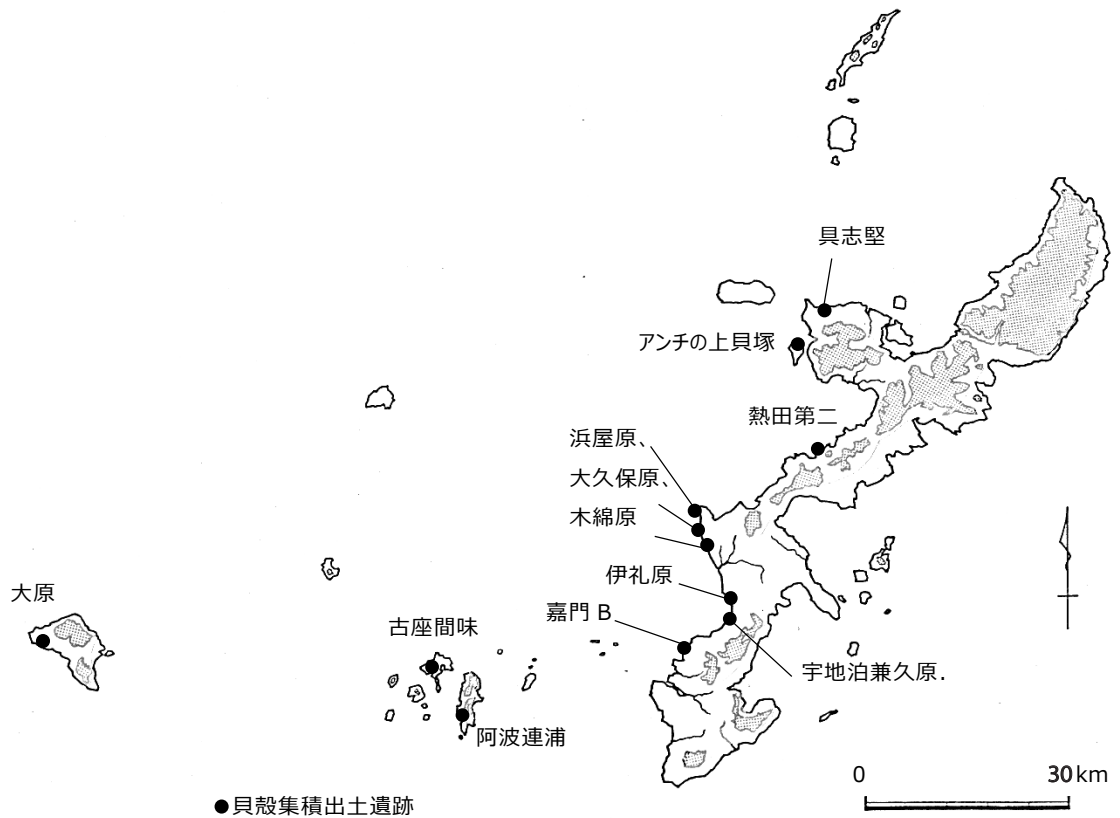 具志堅
アンチの上貝塚
熱田第二
浜屋原、
大久保原、
木綿原
伊礼原
嘉門 B
宇地泊兼久原.
大原
古座間味
阿波連浦
0 30km
●貝殻集積出土遺跡